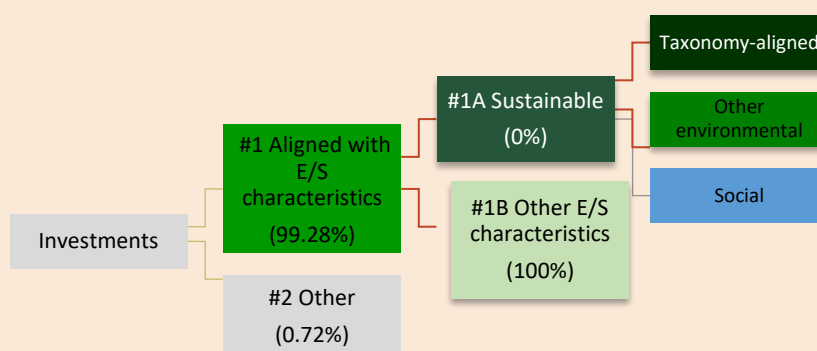 Taxonomy-aligned
#1A Sustainable
(0%)
Other
environmental
#1 Aligned with
E/S
characteristics
(99.28%)
Social
#1B Other E/S
characteristics
(100%)
Investments
#2 Other
(0.72%)